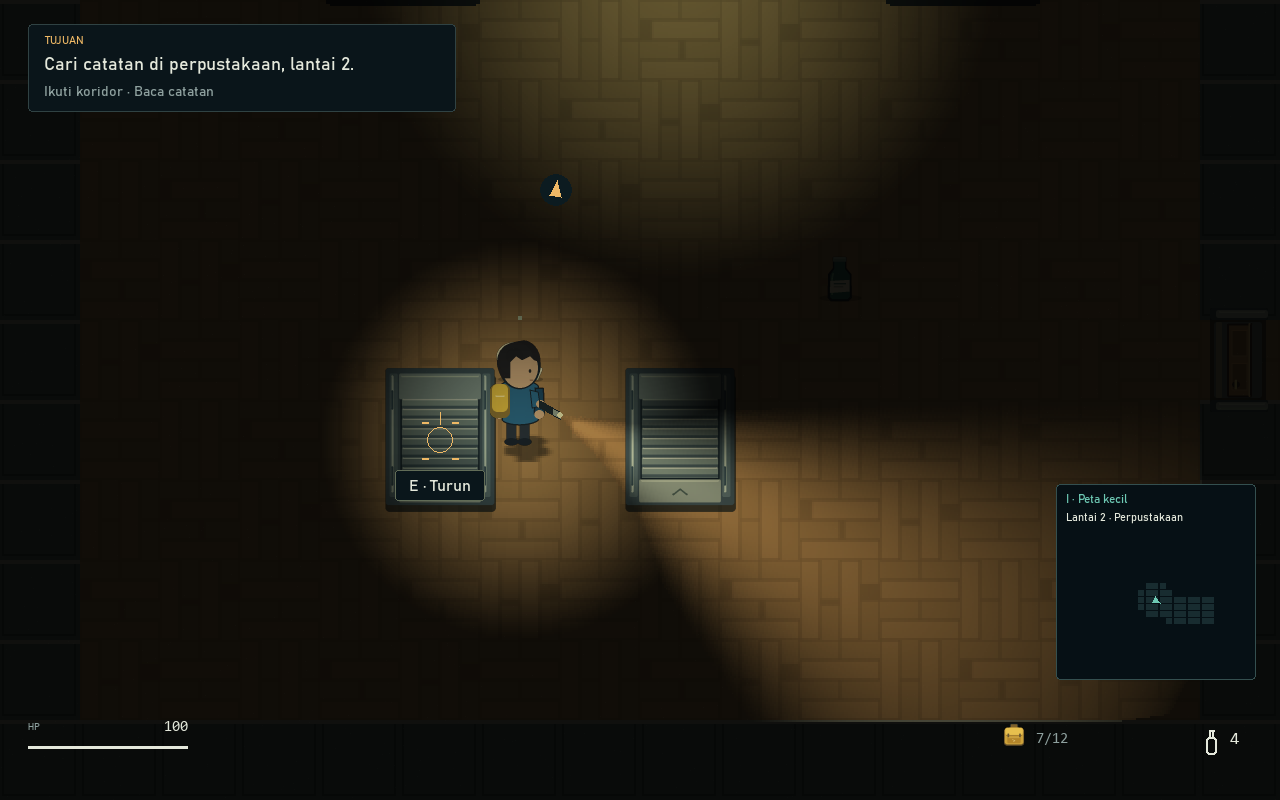 TUJUAN
Cari catatan di perpustakaan, lantai 2.
Ikuti koridor · Baca catatan
E · Turun
I · Peta kecil
Lantai 2 · Perpustakaan
HP 100
7/12
4